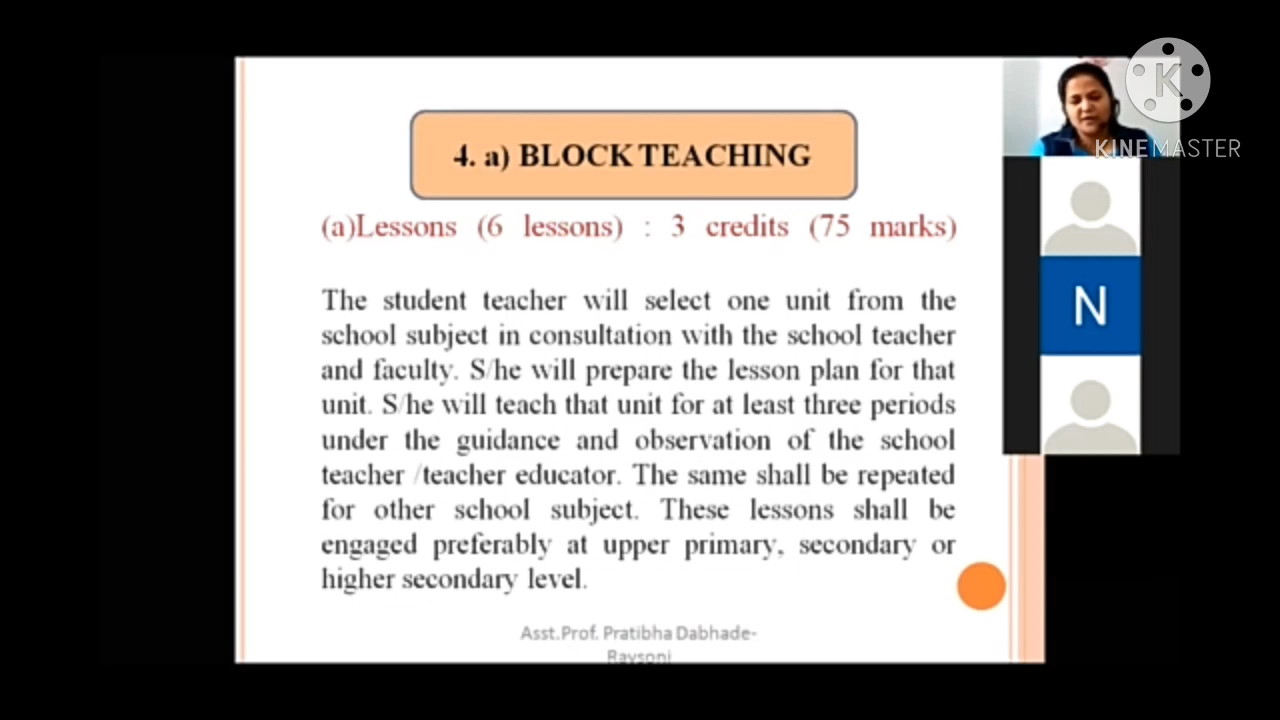 4. a) BLOCK TEACHING
(a)Lessons (6 lessons) : 3 credits (75 marks)
The student teacher will select one unit from the
school subject in consultation with the school teacher
and faculty. S/he will prepare the lesson plan for that
unit. S/he will teach that unit for at least three periods
under the guidance and observation of the school
teacher /teacher educator. The same shall be repeated
for other school subject. These lessons shall be
engaged preferably at upper primary, secondary or
higher secondary level.
Asst.Prof. Pratibha Dabhade-
Raysoni
K
KINEMASTER
N